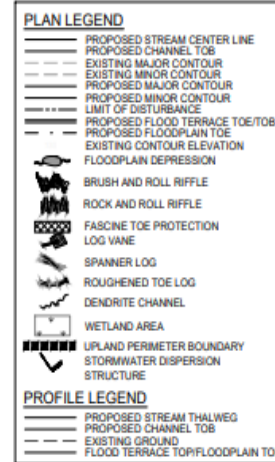 PLAN LEGEND
PROPOSED STREAM CENTER LINE
PROPOSED CHANNEL TOB
EXISTING MAJOR CONTOUR
EXISTING MINOR CONTOUR
PROPOSED MAJOR CONTOUR
PROPOSED MINOR CONTOUR
LIMIT OF DISTURBANCE
PROPOSED FLOOD TERRACE TOE/TOB
PROPOSED FLOODPLAIN TOE
EXISTING CONTOUR ELEVATION
FLOODPLAIN DEPRESSION
BRUSH AND ROLL RIFFLE
ROCK AND ROLL RIFFLE
FASCINE TOE PROTECTION
LOG VANE
SPANNER LOG
ROUGHENED TOE LOG
DENDRITE CHANNEL
WETLAND AREA
UPLAND PERIMETER BOUNDARY
STORMWATER DISPERSION
STRUCTURE
PROFILE LEGEND
PROPOSED STREAM THALWEG
PROPOSED CHANNEL TOB
EXISTING GROUND
FLOOD TERRACE TOP/FLOODPLAIN TO